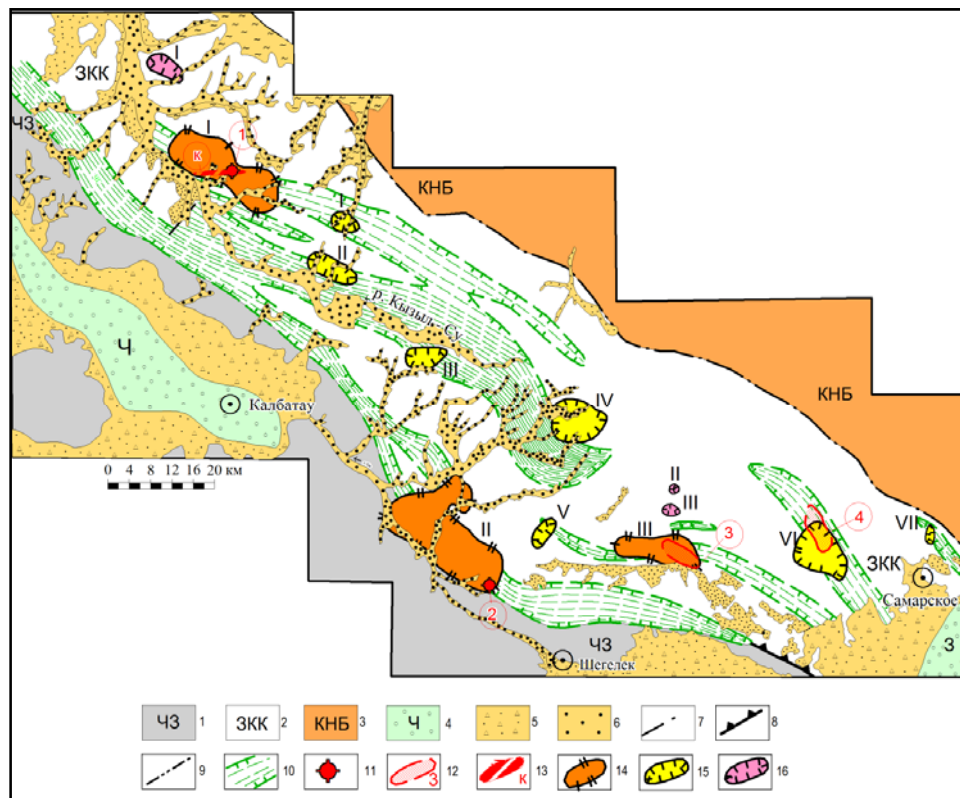 I
ЗКК
ЧЗ
I
1
К
КНБ
I
II
р. Кызыл-Су
Ч
III
КНБ
Калбатау
IV
0 4 8 12 16 20 км
II
III
V
II
III
4
VII
VI
3
ЗКК
Самарское
2
ЧЗ
Шегелек
3
ЧЗ 1
ЗКК 2
КНБ 3
Ч 4
5
6
7
8
9
10
11
3 12
К 13
14
15
16